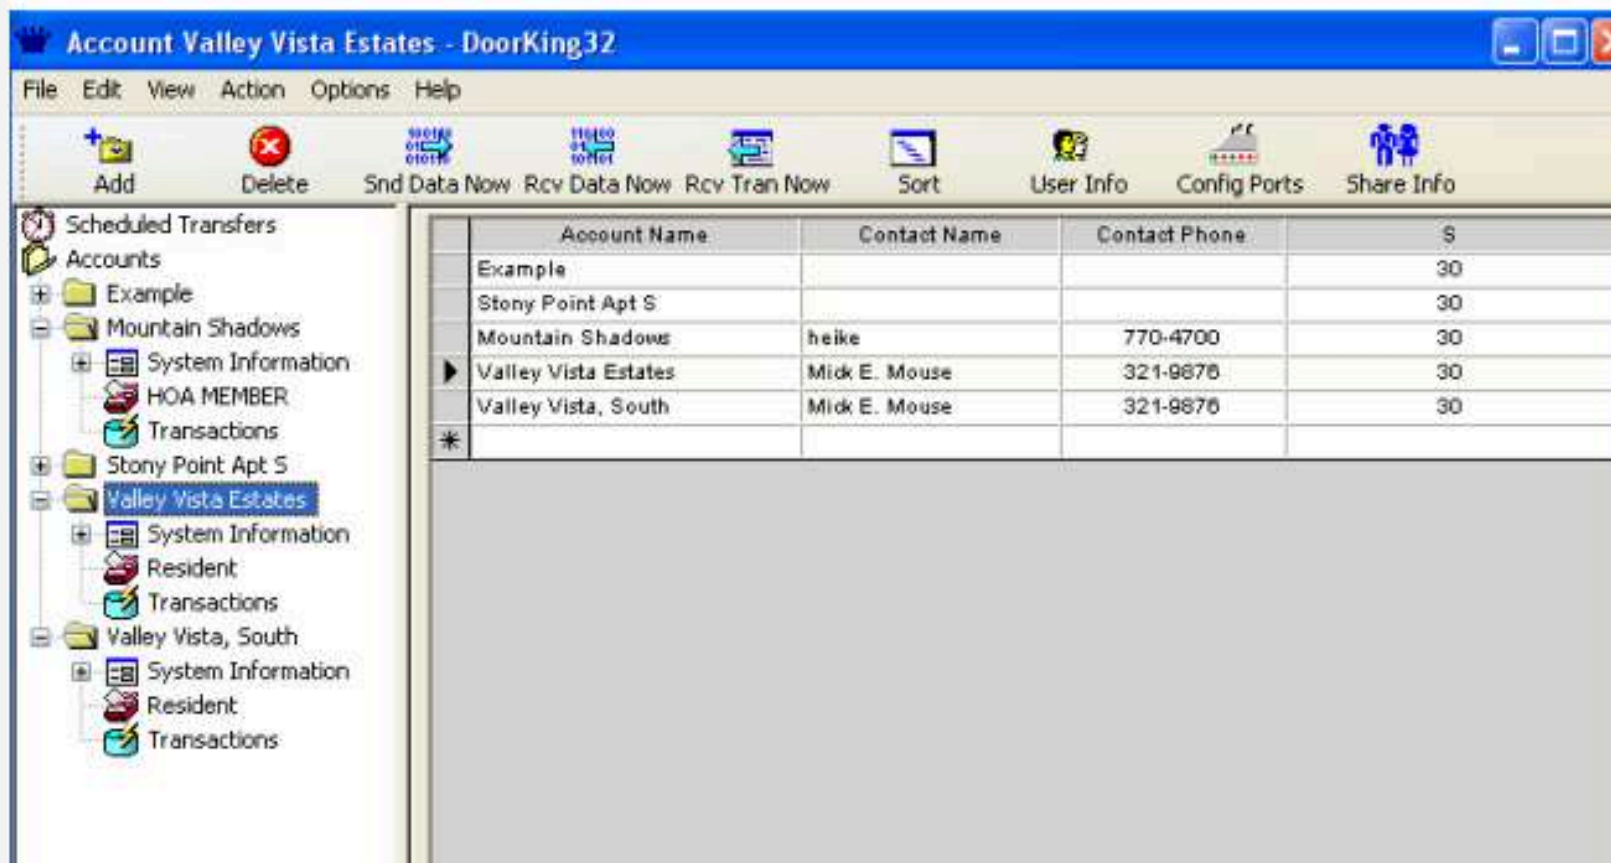 Account Valley Vista Estates - DoorKing32
File Edit View Action Options Help
Add Delete Snd Data Now Rcv Data Now Rcv Tran Now Sort User Info Config Ports Share Info
Scheduled Transfers
Accounts
Example
Mountain Shadows
System Information
HOA MEMBER
Transactions
Stony Point Apt S
Valley Vista Estates
System Information
Resident
Transactions
Valley Vista, South
System Information
Resident
Transactions
Account Name Contact Name Contact Phone S
Example 30
Stony Point Apt S 30
Mountain Shadows heike 770-4700 30
Valley Vista Estates Mick E. Mouse 321-9876 30
Valley Vista, South Mick E. Mouse 321-9876 30